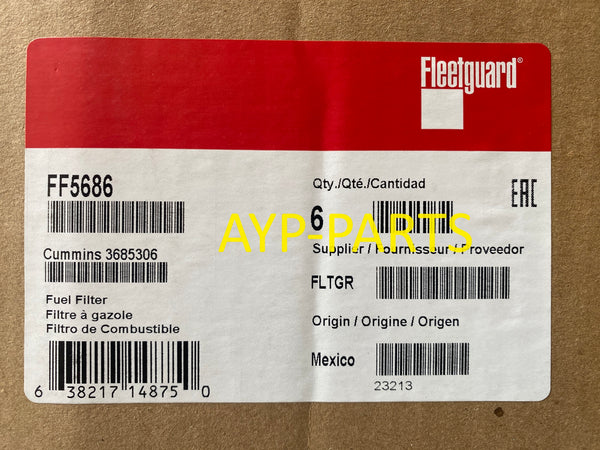 Fleetguard®
FF5686
Qty./Qté./Cantidad
EAC
6
AYP-PARTS
Cummins 3685306
Supplier / Fournisseur / Proveedor
FLTGR
Fuel Filter
Filtre à gazole
Filtro de Combustible
Origin / Origine / Origen
Mexico
23213
6 38217 14875 0